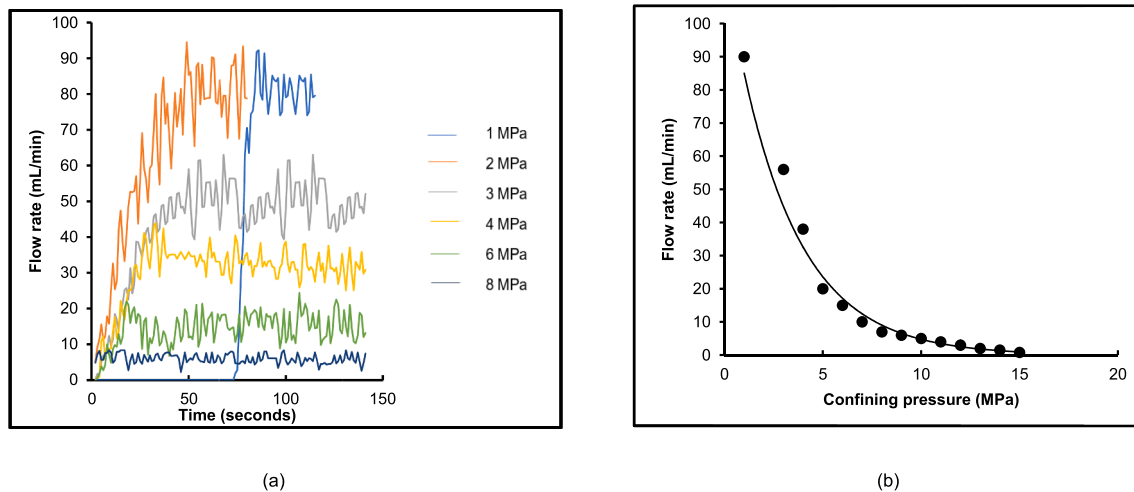 100
90
80
70
60
50
40
30
20
10
0
Flow rate (mL/min)
0
50
100
150
Time (seconds)
1 MPa
2 MPa
3 MPa
4 MPa
6 MPa
8 MPa
(a)
100
90
80
70
60
50
40
30
20
10
0
Flow rate (mL/min)
0
5
10
15
20
Confining pressure (MPa)
(b)